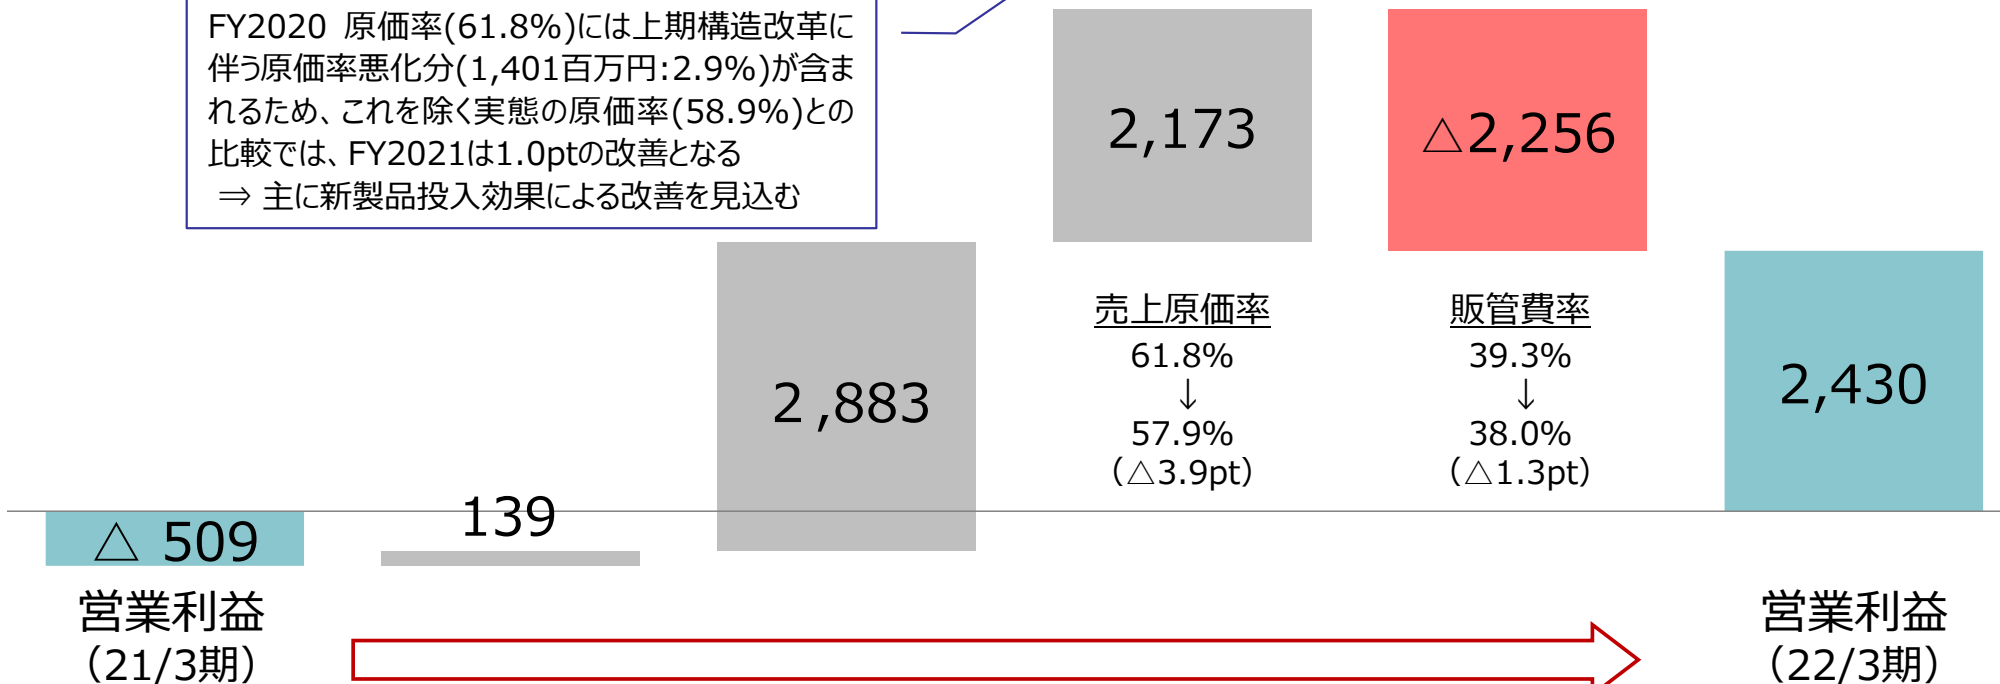 FY2020 原価率(61.8%)には上期構造改革に
伴う原価率悪化分(1,401百万円:2.9%)が含ま
れるため、これを除く実態の原価率(58.9%)との
比較では、FY2021は1.0ptの改善となる
⇒ 主に新製品投入効果による改善を見込む
2,173
△2,256
売上原価率
61.8%
↓
57.9%
(△3.9pt)
販管費率
39.3%
↓
38.0%
(△1.3pt)
2,883
2,430
139
△ 509
営業利益
(21/3期)
営業利益
(22/3期)